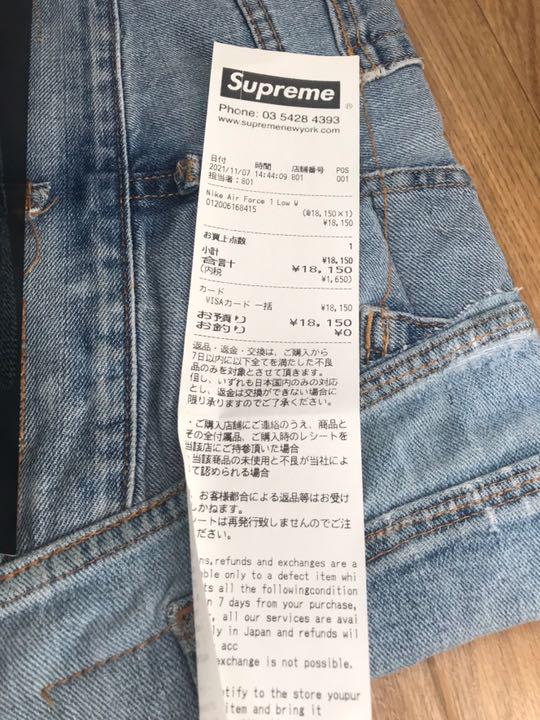 Supreme ®
Phone: 03 5428 4393
www.supremenewyork.com
日付 時間 店舗番号 POS
2021/11/07 14:44:09 801 001
担当者:801
Nike Air Force 1 Low W
012006168415 (@18,150×1)
¥18,150
お買上点数 1
小計 ¥18,150
合計 ¥18,150
(内税 ¥1,650)
カード
VISAカード 一括 ¥18,150
お預り ¥18,150
お釣り ¥0
返品・返金・交換は、ご購入から
7日以内に以下全てを満たした不良
品のみを対象とさせて頂きます。
但し、いずれも日本国内のみの対応
とし、返金は交換ができない場合に
限り承りますのでご了承ください。
・ご購入店舗にご連絡のうえ、商品と
その全付属品、ご購入時のレシートを
当該店にご持参頂いた場合
・当該商品の未使用と不良が当社によ
て認められる場合
、お客様都合による返品等はお受け
しかねます。
シートは再発行致しませんのでご注
ださい。
ns,refunds and exchanges are a
ble only to a defect item whi
ts all the followingcondition
n 7 days from your purchase,
, all our services are avai
ly in Japan and refunds wil
acc
exchange is not possible.
tify to the store youpur
item and bring it